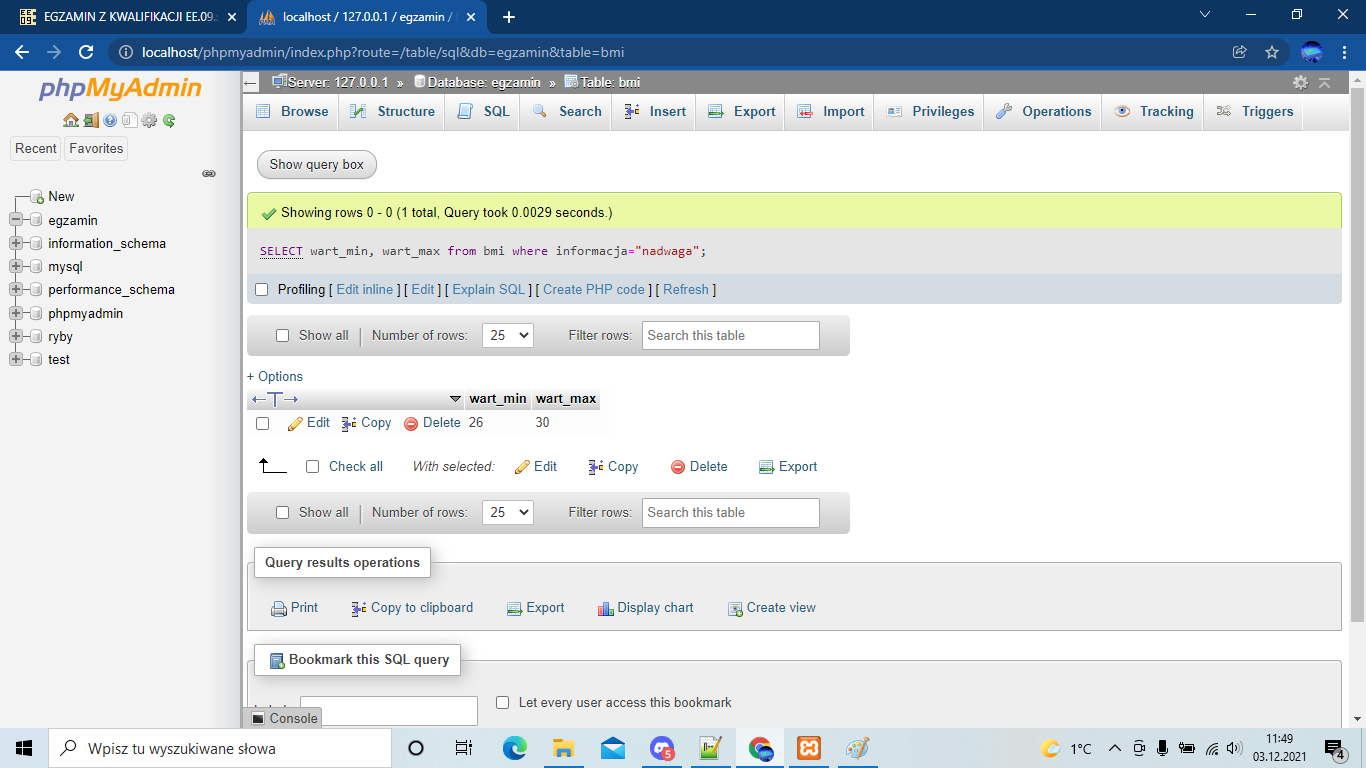 EGZAMIN Z KWALIFIKACJI EE.09
localhost / 127.0.0.1 / egzamin /
localhost/phpmyadmin/index.php?route=/table/sql&db=egzamin&table=bmi
phpMyAdmin
Recent Favorites
New
egzamin
information_schema
mysql
performance_schema
phpmyadmin
ryby
test
Server: 127.0.0.1 » Database: egzamin » Table: bmi
Browse Structure SQL Search Insert Export Import Privileges Operations Tracking Triggers
Show query box
Showing rows 0 - 0 (1 total, Query took 0.0029 seconds.)
SELECT wart_min, wart_max from bmi where informacja="nadwaga";
Profiling [ Edit inline ] [ Edit ] [ Explain SQL ] [ Create PHP code ] [ Refresh ]
Show all Number of rows: 25 Filter rows: Search this table
+ Options
wart_min wart_max
Edit Copy Delete 26 30
Check all With selected: Edit Copy Delete Export
Show all Number of rows: 25 Filter rows: Search this table
Query results operations
Print Copy to clipboard Export Display chart Create view
Bookmark this SQL query
Let every user access this bookmark
Console
Wpisz tu wyszukiwane słowa
5
1°C
11:49
03.12.2021
4